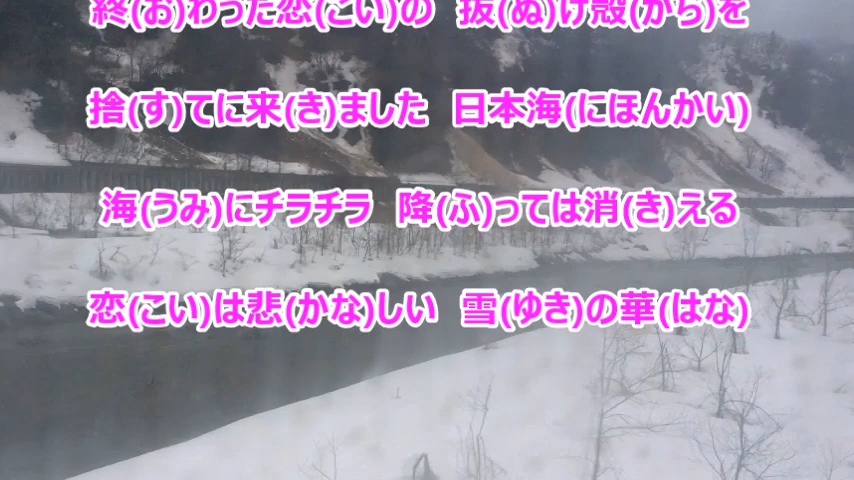 終(お)わった恋(こい)の　抜(ぬ)け殻(がら)を
捨(す)てに来(き)ました　日本海(にほんかい)
海(うみ)にチラチラ　降(ふ)っては消(き)える
恋(こい)は悲(かな)しい　雪(ゆき)の華(はな)